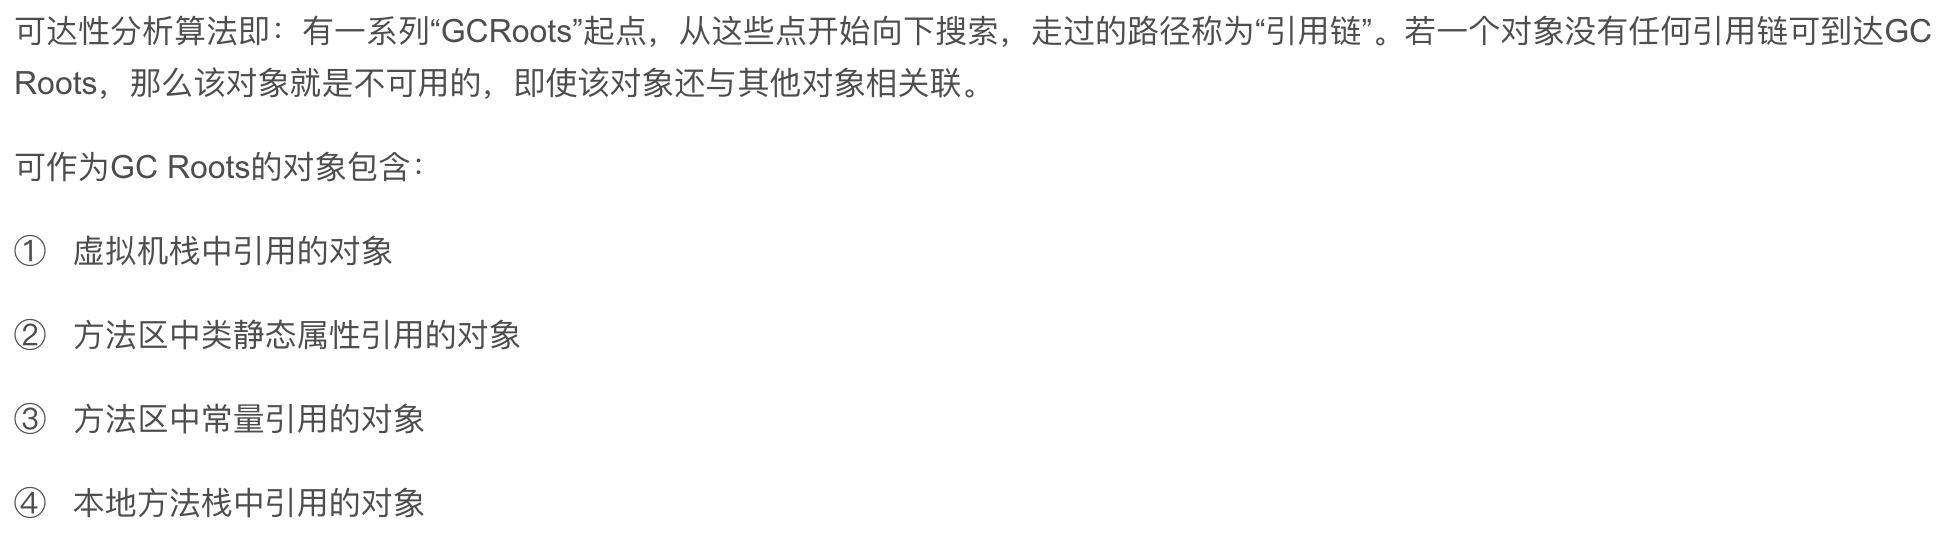 可达性分析算法即：有一系列“GCRoots”起点，从这些点开始向下搜索，走过的路径称为“引用链”。若一个对象没有任何引用链可到达GC
Roots，那么该对象就是不可用的，即使该对象还与其他对象相关联。
可作为GC Roots的对象包含：
① 虚拟机栈中引用的对象
② 方法区中类静态属性引用的对象
③ 方法区中常量引用的对象
④ 本地方法栈中引用的对象